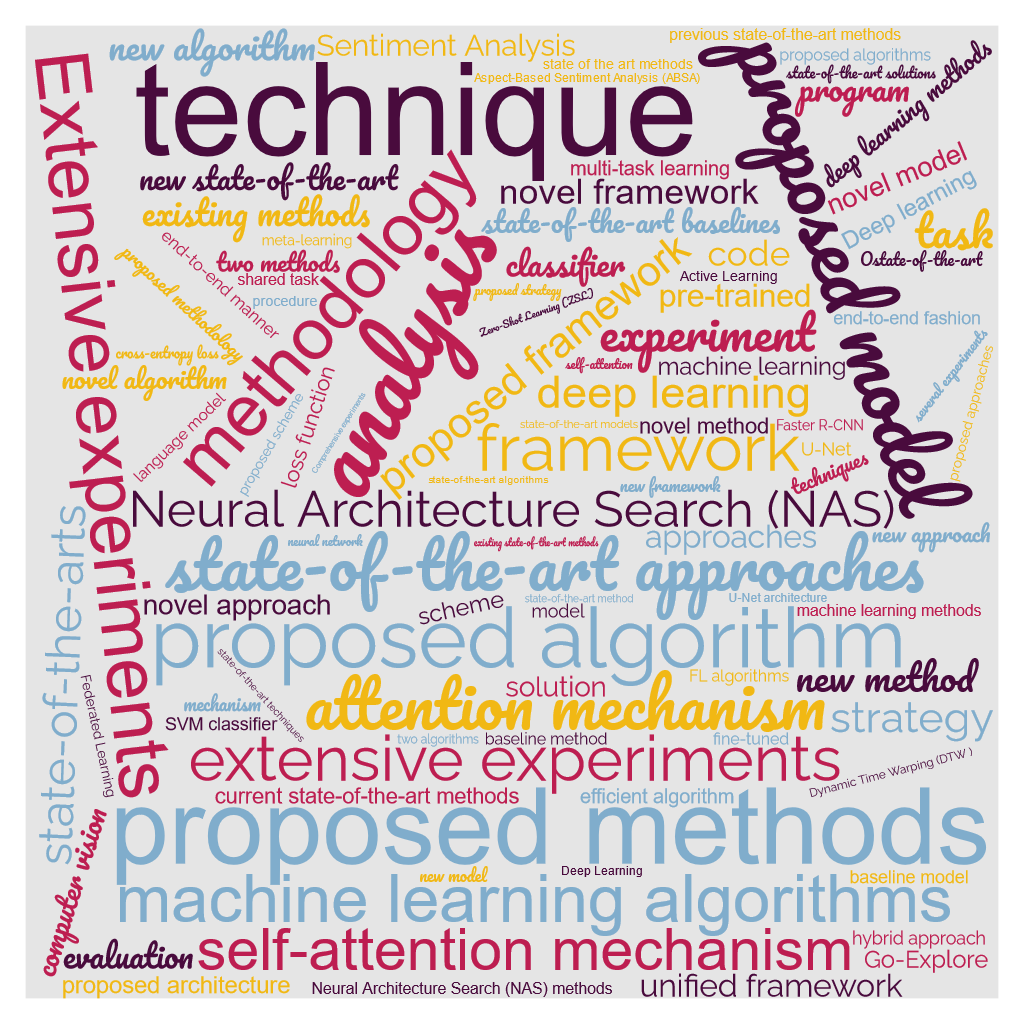 new algorithm
Sentiment Analysis
previous state-of-the-art methods
state of the art methods
Aspect-Based Sentiment Analysis (ABSA)
proposed algorithms
state-of-the-art solutions
program
deep learning methods
technique
proposed model
Extensive experiments
new state-of-the-art
multi-task learning
novel framework
novel model
Deep learning
existing methods
state-of-the-art baselines
task
meta-learning
end-to-end manner
two methods
shared task
procedure
methodology
analysis
classifier
code
Active Learning
Ostate-of-the-art
proposed methodology
proposed strategy
Zero-Shot Learning (ZSL)
pre-trained
end-to-end fashion
proposed framework
experiment
several experiments
proposed approaches
cross-entropy loss
self-attention
machine learning
novel algorithm
deep learning
language model
proposed scheme
loss function
Comprehensive experiments
state-of-the-art models
novel method
Faster R-CNN
framework
U-Net
techniques
state-of-the-art algorithms
new framework
Neural Architecture Search (NAS)
state-of-the-arts
neural network
existing state-of-the-art methods
approaches
new approach
state-of-the-art approaches
novel approach
scheme
state-of-the-art method
model
U-Net architecture
machine learning methods
proposed algorithm
state-of-the-art techniques
Federated Learning
solution
FL algorithms
new method
mechanism
attention mechanism
SVM classifier
strategy
two algorithms
baseline method
fine-tuned
extensive experiments
Dynamic Time Warping (DTW )
current state-of-the-art methods
efficient algorithm
proposed methods
computer vision
new model
Deep Learning
baseline model
machine learning algorithms
evaluation
self-attention mechanism
hybrid approach
Go-Explore
proposed architecture
Neural Architecture Search (NAS) methods
unified framework